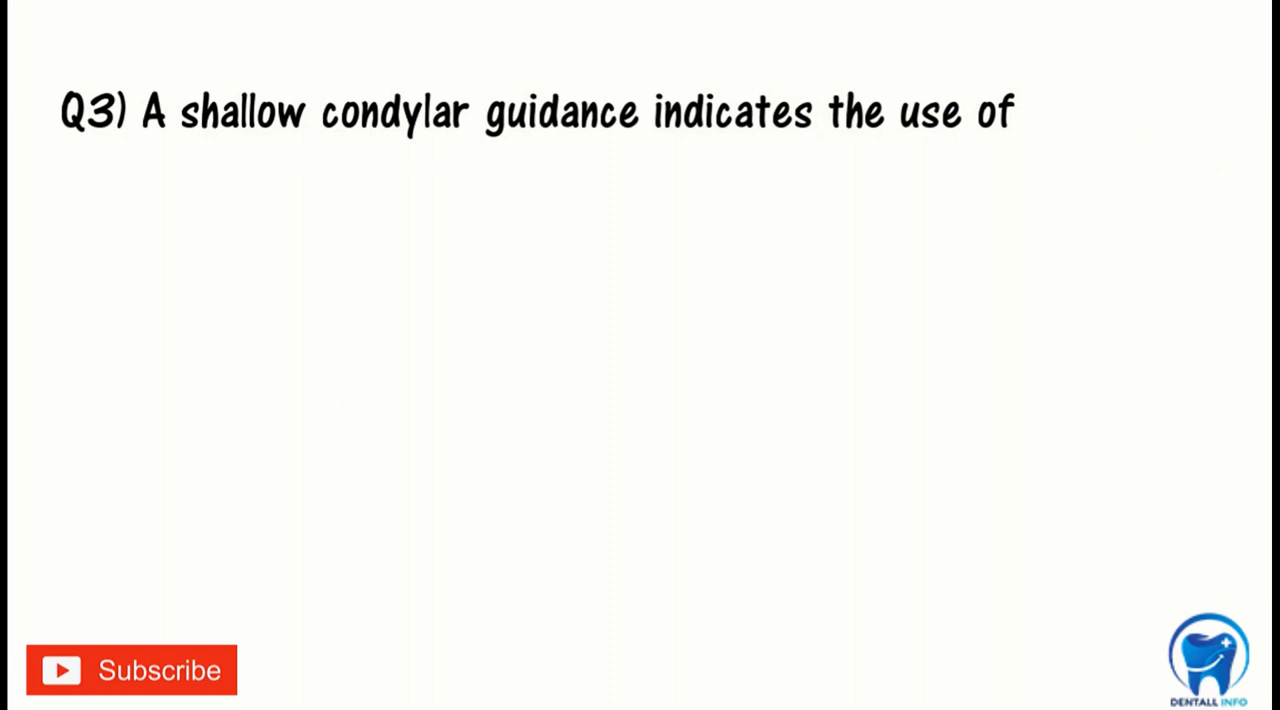 Q3) A shallow condylar guidance indicates the use of
Subscribe
DENTALL INFO